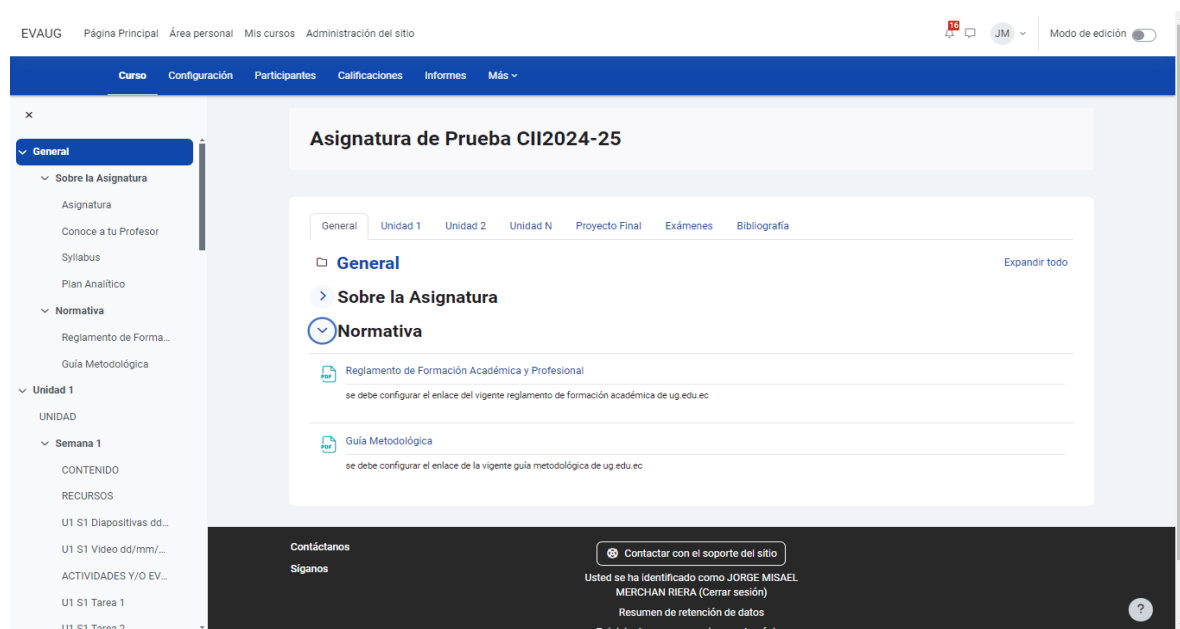 EVAUG Página Principal Área personal Mis cursos Administración del sitio 16 JM Modo de edición
Curso Configuración Participantes Calificaciones Informes Más
General
Sobre la Asignatura
Asignatura
Conoce a tu Profesor
Syllabus
Plan Analítico
Normativa
Reglamento de Forma...
Guía Metodológica
Unidad 1
UNIDAD
Semana 1
CONTENIDO
RECURSOS
U1 S1 Diapositivas dd...
U1 S1 Video dd/mm/...
ACTIVIDADES Y/O EV...
U1 S1 Tarea 1
U1 S1 Tarea 2
Asignatura de Prueba CII2024-25
General Unidad 1 Unidad 2 Unidad N Proyecto Final Exámenes Bibliografía
General Expandir todo
Sobre la Asignatura
Normativa
PDF Reglamento de Formación Académica y Profesional
se debe configurar el enlace del vigente reglamento de formación académica de ug.edu.ec
PDF Guía Metodológica
se debe configurar el enlace de la vigente guía metodológica de ug.edu.ec
Contáctanos
Síganos
Contactar con el soporte del sitio
Usted se ha identificado como JORGE MISAEL
MERCHAN RIERA (Cerrar sesión)
Resumen de retención de datos
?